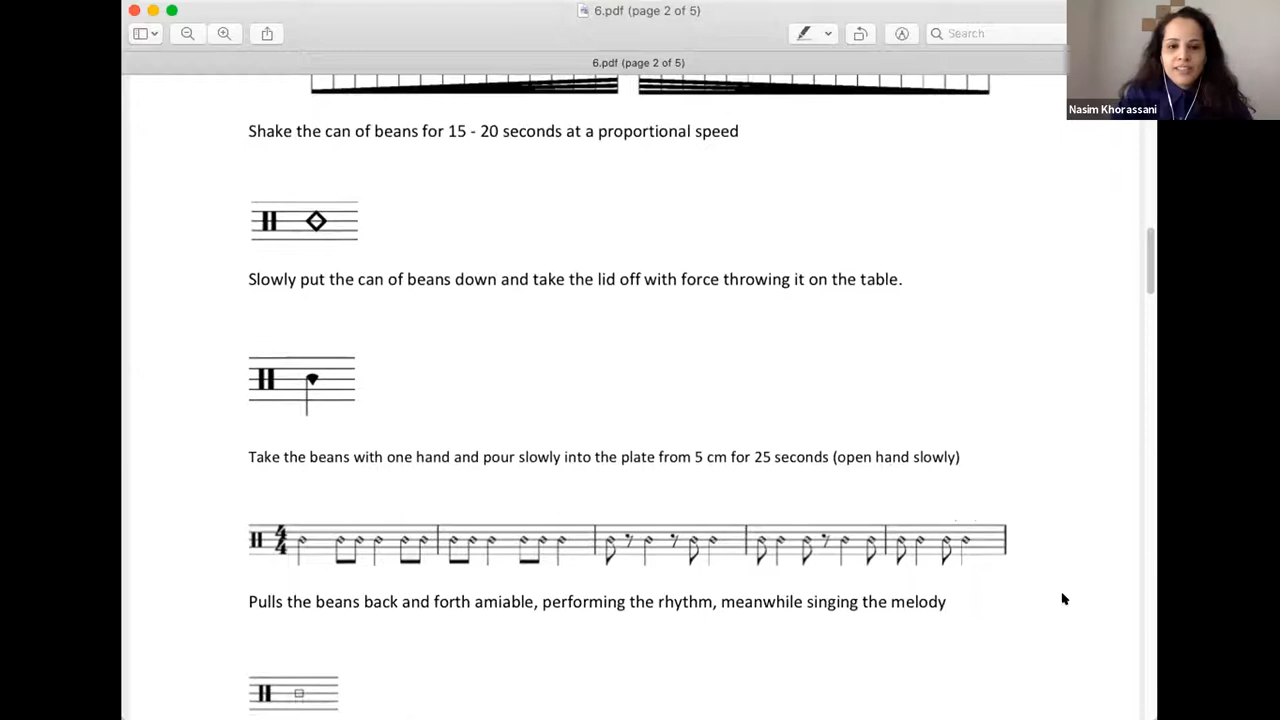 6.pdf (page 2 of 5)
Search
6.pdf (page 2 of 5)
Nasim Khorassani
Shake the can of beans for 15 - 20 seconds at a proportional speed
Slowly put the can of beans down and take the lid off with force throwing it on the table.
Take the beans with one hand and pour slowly into the plate from 5 cm for 25 seconds (open hand slowly)
4
4
Pulls the beans back and forth amiable, performing the rhythm, meanwhile singing the melody